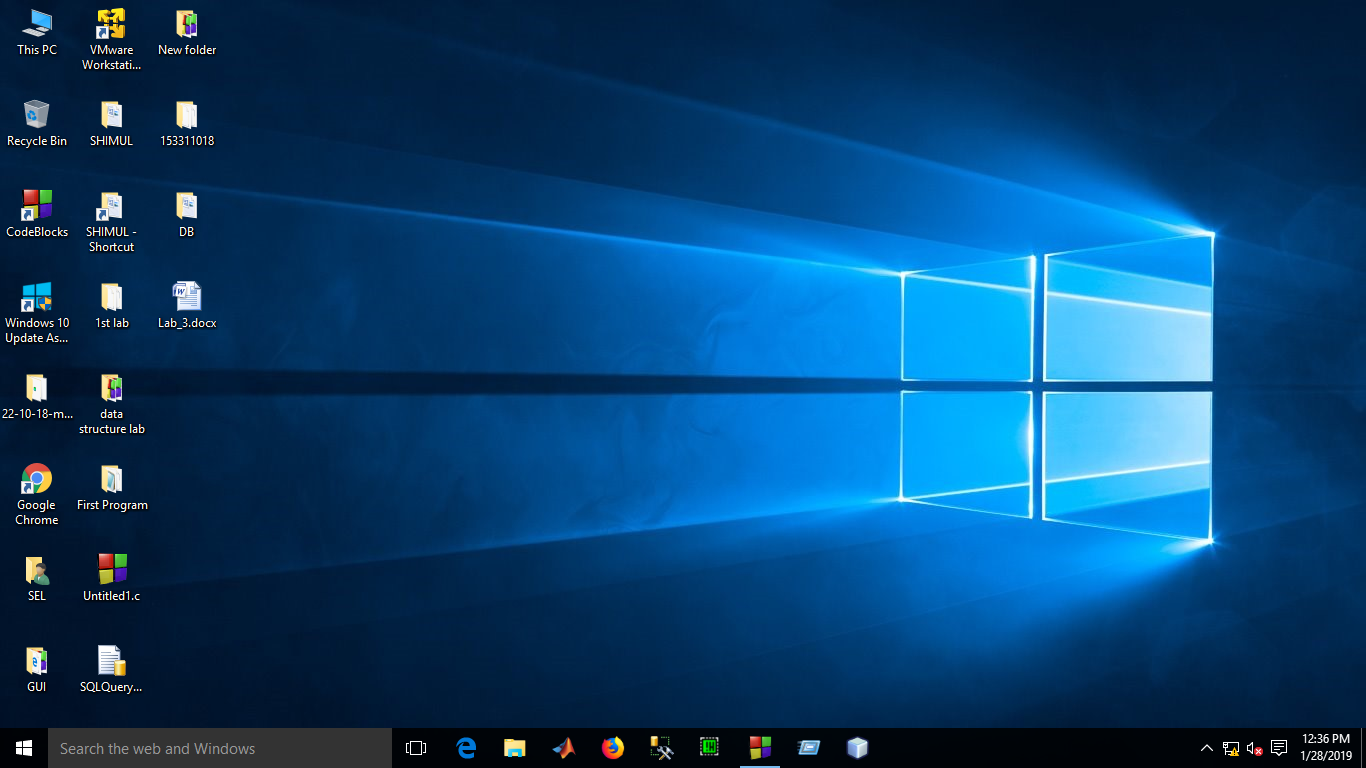 This PC
VMware
Workstati...
New folder
Recycle Bin
SHIMUL
153311018
CodeBlocks
SHIMUL -
Shortcut
DB
Windows 10
Update As...
1st lab
Lab_3.docx
22-10-18-m...
data
structure lab
Google
Chrome
First Program
SEL
Untitled1.c
GUI
SQLQuery...
Search the web and Windows
12:36 PM
1/28/2019